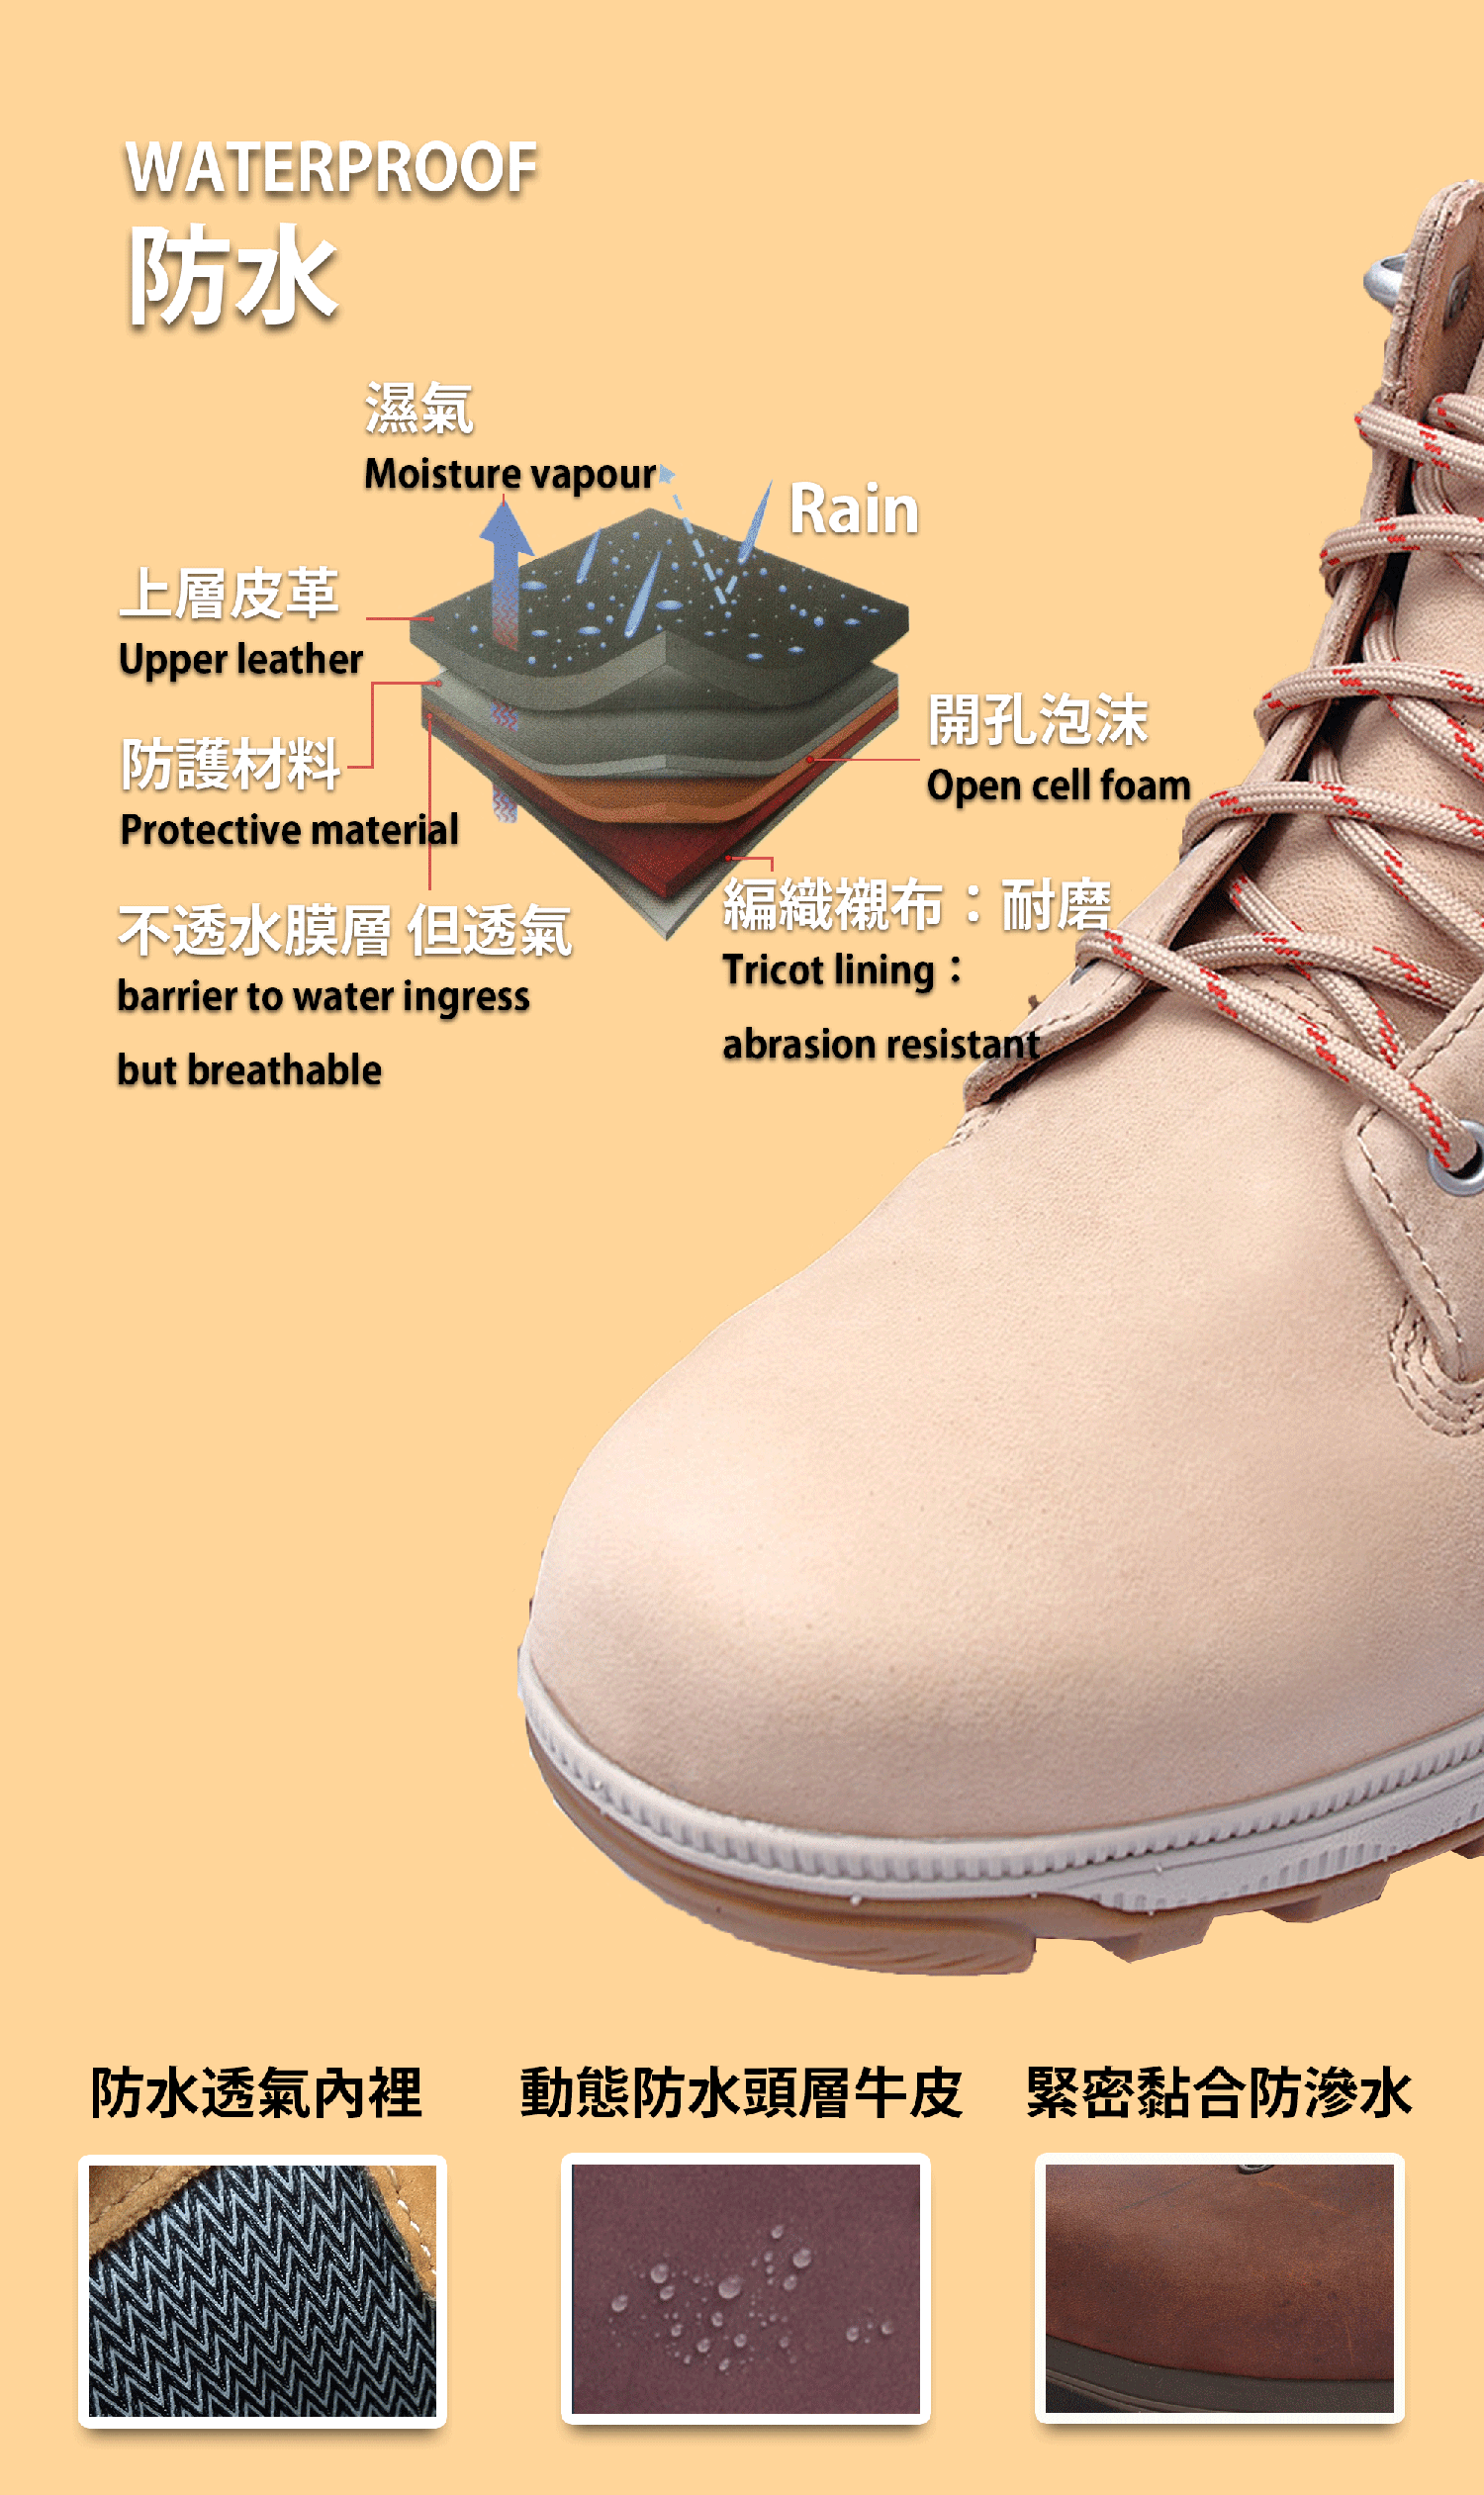 WATERPROOF
防水
濕氣
Moisture vapour
Rain
上層皮革
Upper leather
防護材料
Protective material
不透水膜層 但透氣
barrier to water ingress
but breathable
開孔泡沫
Open cell foam
編織襯布：耐磨
Tricot lining：
abrasion resistant
防水透氣內裡
動態防水頭層牛皮
緊密黏合防滲水